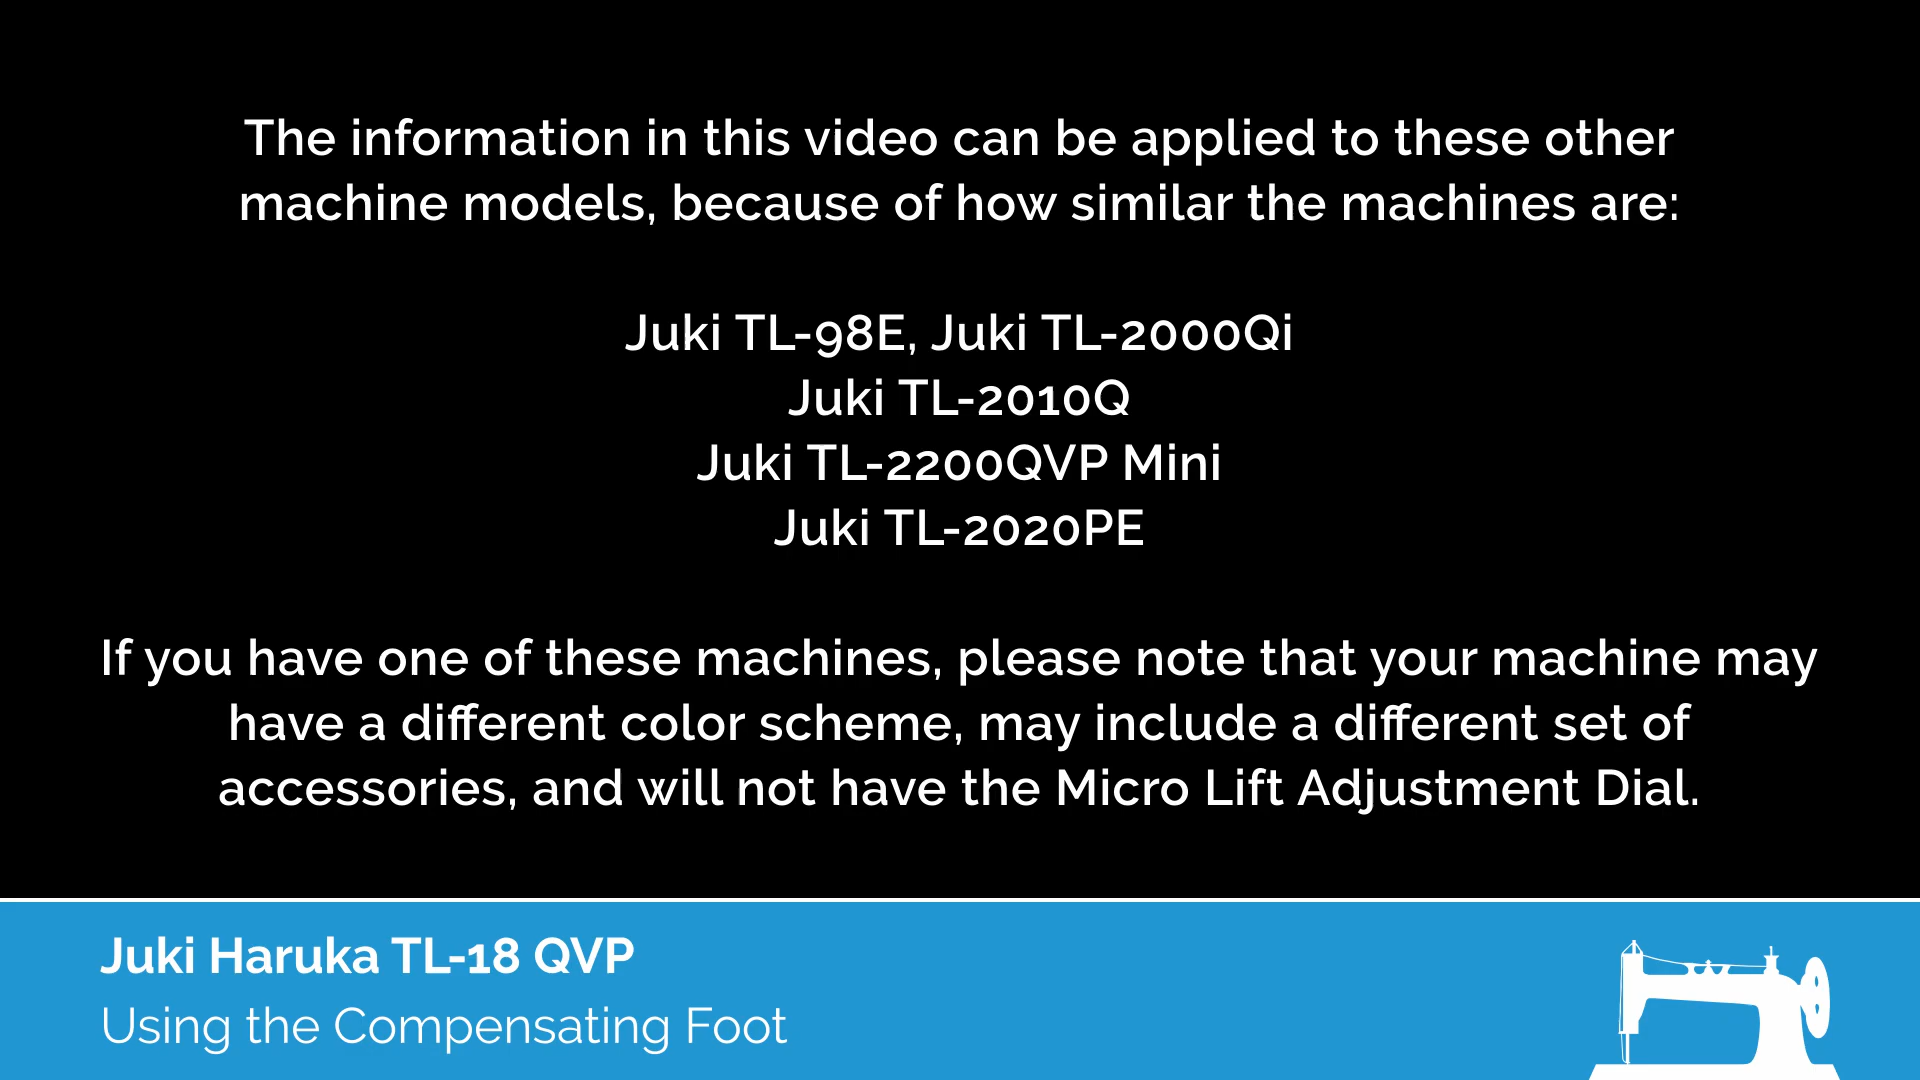 The information in this video can be applied to these other
machine models, because of how similar the machines are:
Juki TL-98E, Juki TL-2000Qi
Juki TL-2010Q
Juki TL-2200QVP Mini
Juki TL-2020PE
If you have one of these machines, please note that your machine may
have a different color scheme, may include a different set of
accessories, and will not have the Micro Lift Adjustment Dial.
Juki Haruka TL-18 QVP
Using the Compensating Foot